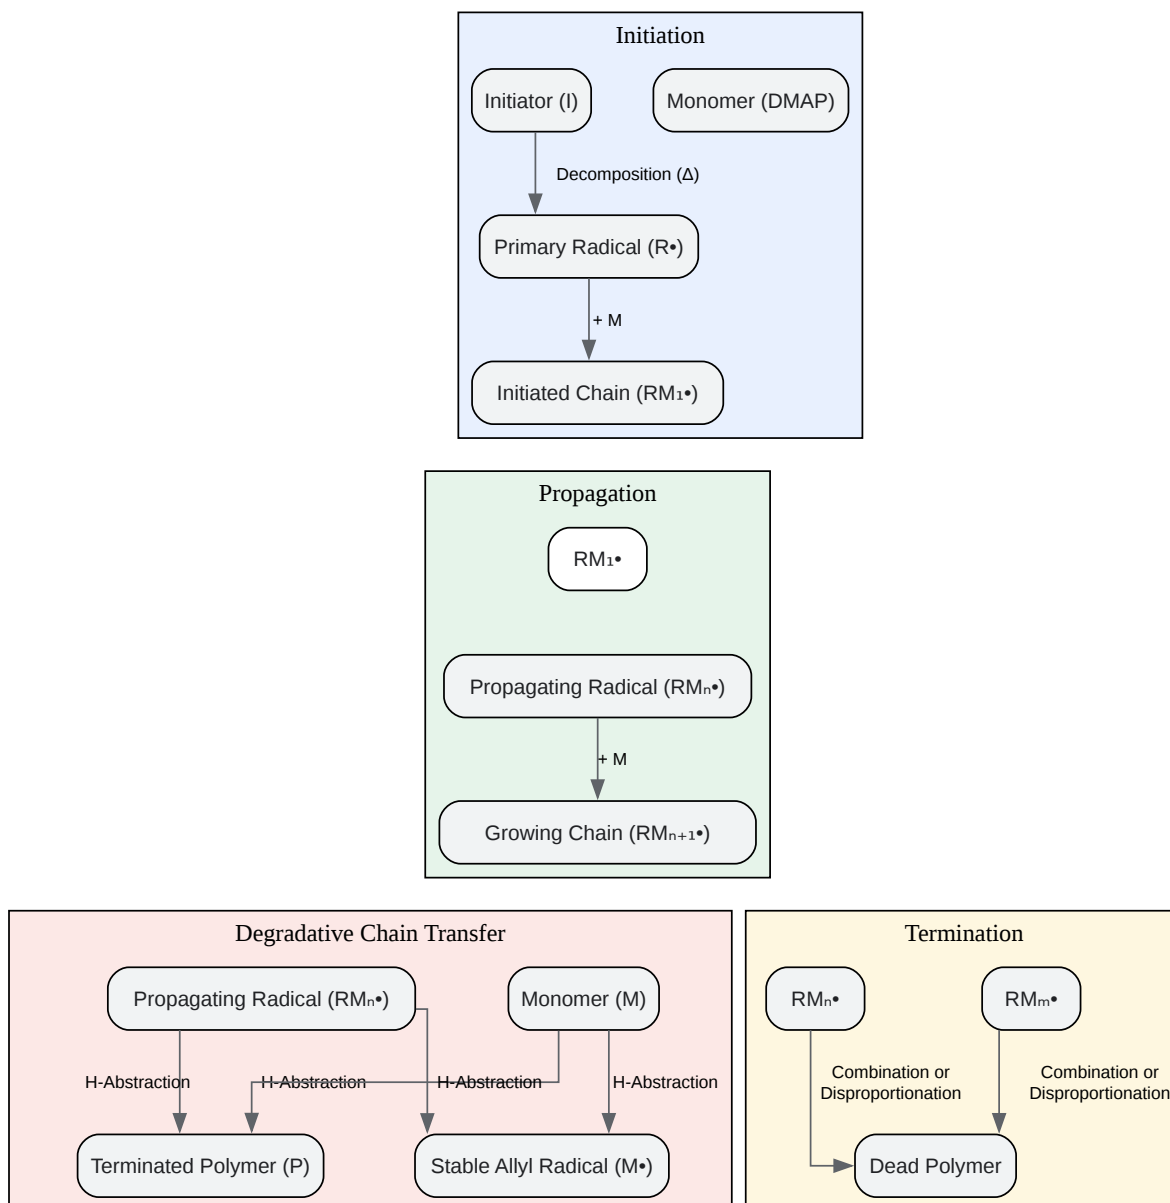 Initiation
Initiator (I)
Monomer (DMAP)
Decomposition (Δ)
Primary Radical (R•)
+ M
Initiated Chain (RM₁•)
Propagation
RM₁•
Propagating Radical (RMₙ•)
+ M
Growing Chain (RMₙ₊₁•)
Degradative Chain Transfer
Propagating Radical (RMₙ•)
Monomer (M)
H-Abstraction
H-Abstraction
H-Abstraction
H-Abstraction
Terminated Polymer (P)
Stable Allyl Radical (M•)
Termination
RMₙ•
RMₘ•
Combination or
Disproportionation
Combination or
Disproportionation
Dead Polymer